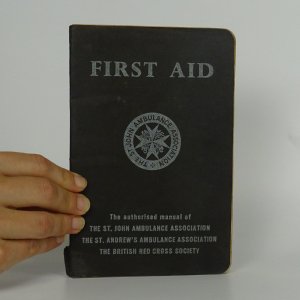 FIRST AID
THE ST. JOHN AMBULANCE ASSOCIATION
The authorised manual of
THE ST. JOHN AMBULANCE ASSOCIATION
THE ST. ANDREW'S AMBULANCE ASSOCIATION
THE BRITISH RED CROSS SOCIETY